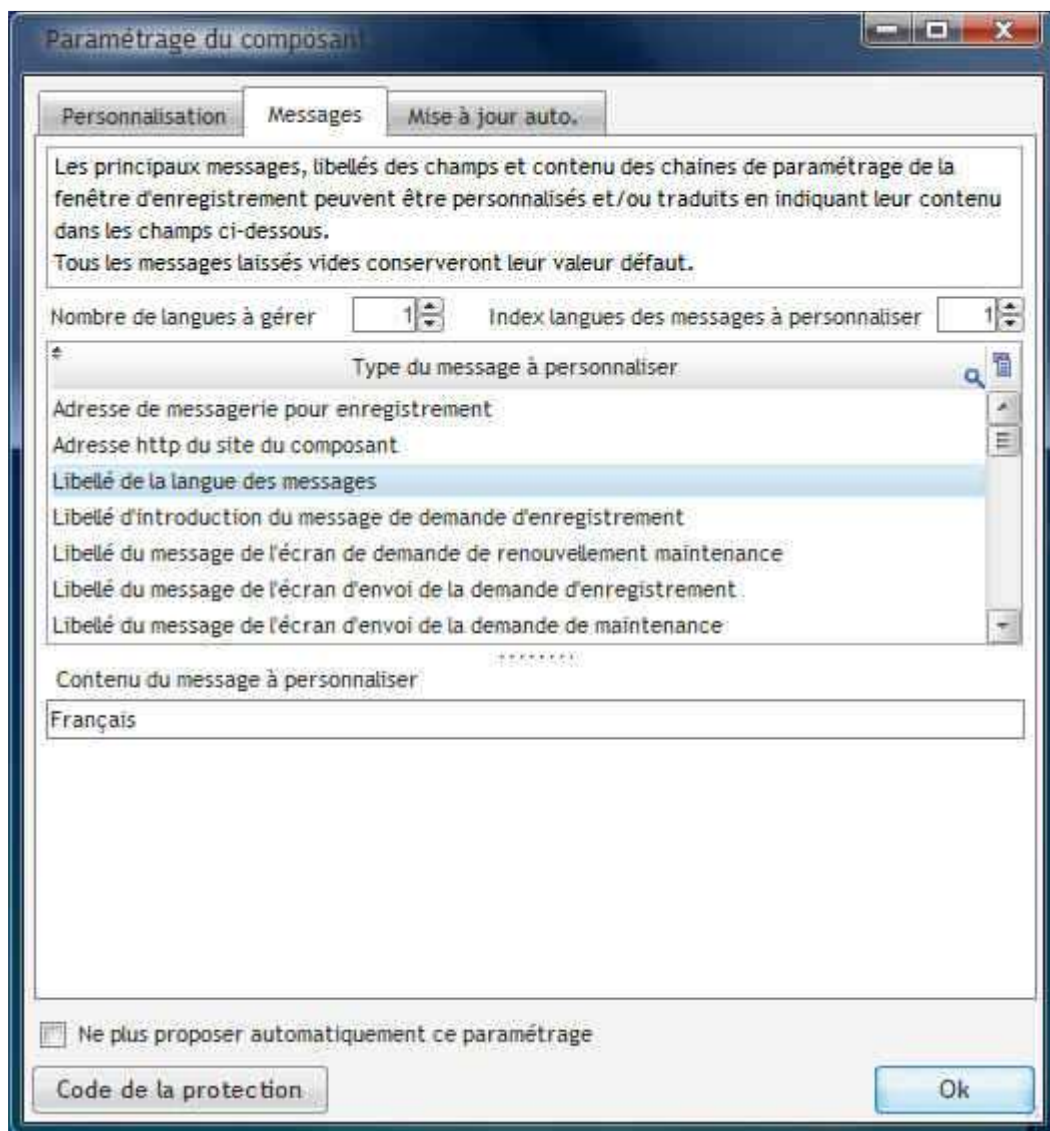 Paramétrage du composant
Personnalisation Messages Mise à jour auto.
Les principaux messages, libellés des champs et contenu des chaines de paramétrage de la
fenêtre d'enregistrement peuvent être personnalisés et/ou traduits en indiquant leur contenu
dans les champs ci-dessous.
Tous les messages laissés vides conserveront leur valeur défaut.
Nombre de langues à gérer 1 Index langues des messages à personnaliser 1
Type du message à personnaliser
Adresse de messagerie pour enregistrement
Adresse http du site du composant
Libellé de la langue des messages
Libellé d'introduction du message de demande d'enregistrement
Libellé du message de l'écran de demande de renouvellement maintenance
Libellé du message de l'écran d'envoi de la demande d'enregistrement
Libellé du message de l'écran d'envoi de la demande de maintenance
Contenu du message à personnaliser
Français
Ne plus proposer automatiquement ce paramétrage
Code de la protection Ok